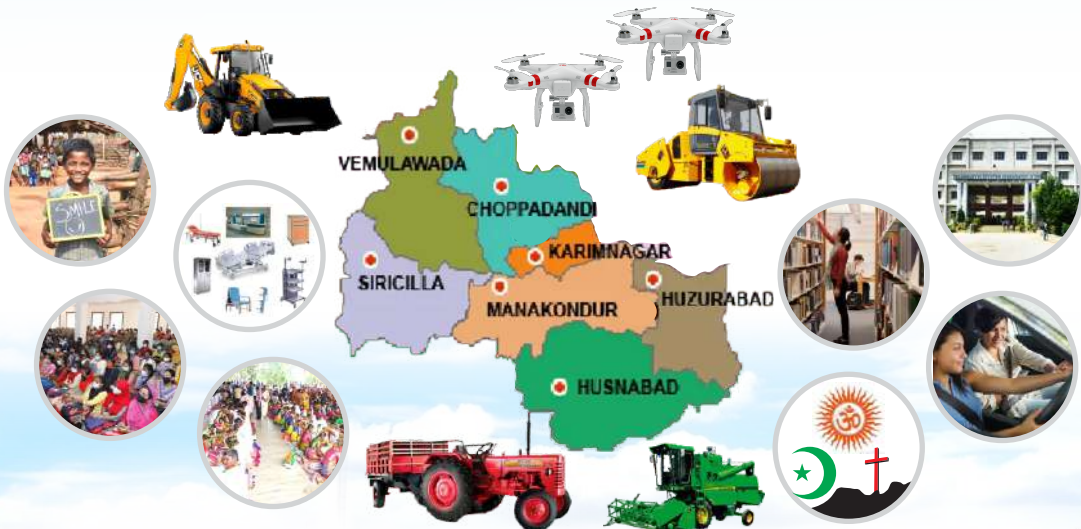 VEMULAWADA
CHOPPADANDI
KARIMNAGAR
SIRICILLA
MANAKONDUR
HUZURABAD
HUSNABAD
SMILE
ॐ